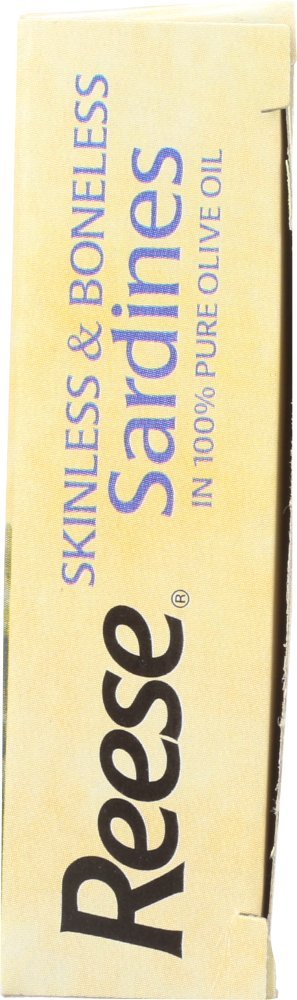 Reese®
SKINLESS & BONELESS
Sardines
IN 100% PURE OLIVE OIL